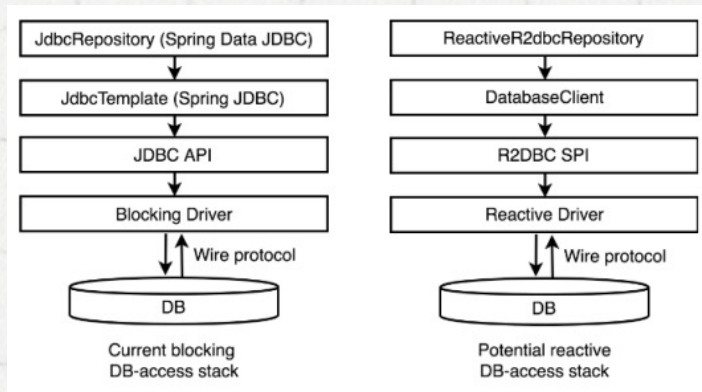 JdbcRepository (Spring Data JDBC)
JdbcTemplate (Spring JDBC)
JDBC API
Blocking Driver
Wire protocol
DB
Current blocking
DB-access stack
ReactiveR2dbcRepository
DatabaseClient
R2DBC SPI
Reactive Driver
Wire protocol
DB
Potential reactive
DB-access stack